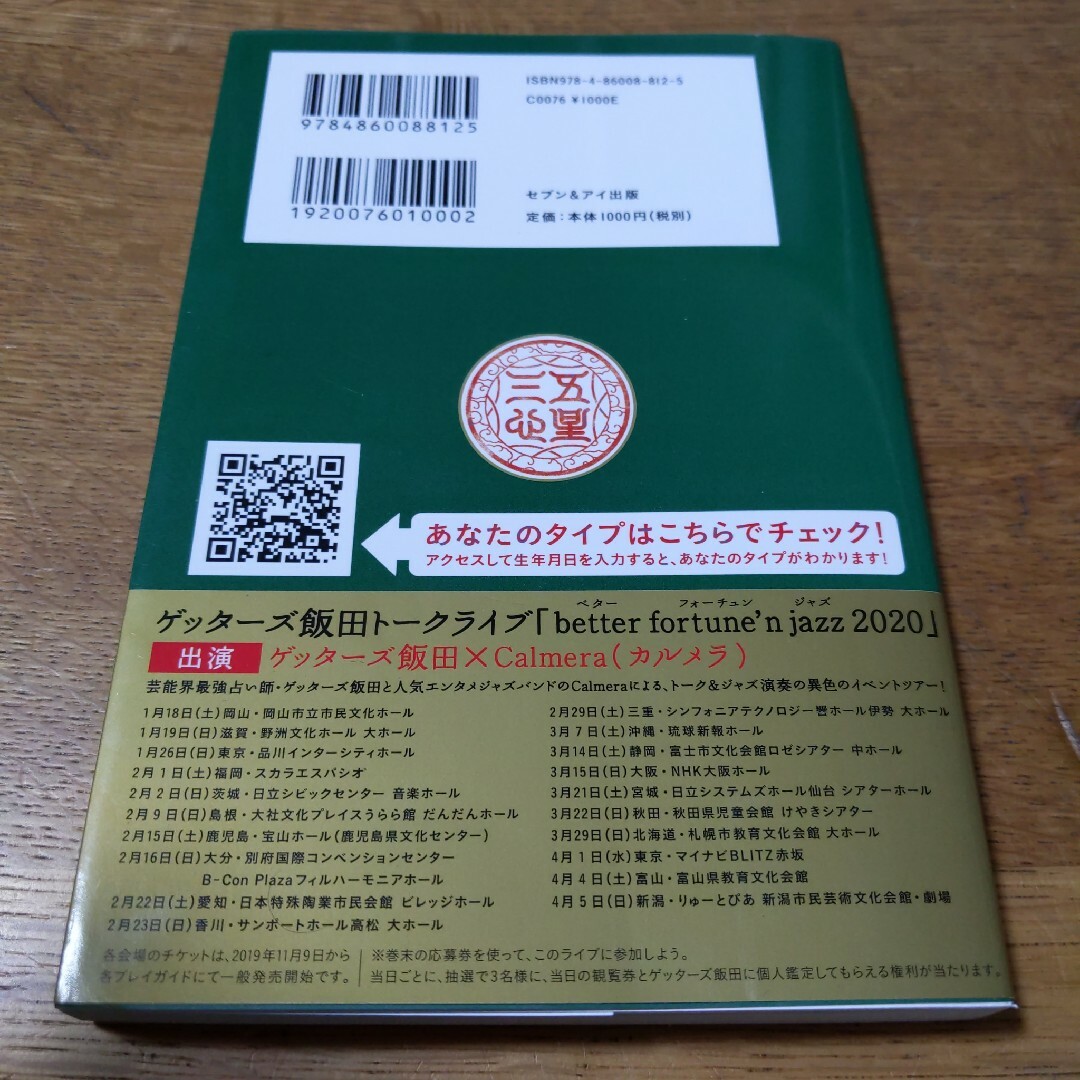 ISBN978-4-86008-812-5
C0076 ¥1000E
9784860088125
1920076010002
セブン&アイ出版
定価:本体1000円(税別)
五星
三心
あなたのタイプはこちらでチェック!
アクセスして生年月日を入力すると、あなたのタイプがわかります!
ベター フォーチュン ジャズ
ゲッターズ飯田トークライブ「better fortune'n jazz 2020」
出演 ゲッターズ飯田×Calmera(カルメラ)
芸能界最強占い師・ゲッターズ飯田と人気エンタメジャズバンドのCalmeraによる、トーク&ジャズ演奏の異色のイベントツアー!
1月18日(土)岡山・岡山市立市民文化ホール
1月19日(日)滋賀・野洲文化ホール 大ホール
1月26日(日)東京・品川インターシティホール
2月1日(土)福岡・スカラエスパシオ
2月2日(日)茨城・日立シビックセンター 音楽ホール
2月9日(日)島根・大社文化プレイスうらら館 だんだんホール
2月15日(土)鹿児島・宝山ホール(鹿児島県文化センター)
2月16日(日)大分・別府国際コンベンションセンター
B-Con Plazaフィルハーモニアホール
2月22日(土)愛知・日本特殊陶業市民会館 ビレッジホール
2月23日(日)香川・サンポートホール高松 大ホール
2月29日(土)三重・シンフォニアテクノロジー響ホール伊勢 大ホール
3月7日(土)沖縄・琉球新報ホール
3月14日(土)静岡・富士市文化会館ロゼシアター 中ホール
3月15日(日)大阪・NHK大阪ホール
3月21日(土)宮城・日立システムズホール仙台 シアターホール
3月22日(日)秋田・秋田県児童会館 けやきシアター
3月29日(日)北海道・札幌市教育文化会館 大ホール
4月1日(水)東京・マイナビBLITZ赤坂
4月4日(土)富山・富山県教育文化会館
4月5日(日)新潟・りゅーとぴあ 新潟市民芸術文化会館・劇場
各会場のチケットは、2019年11月9日から
各プレイガイドにて一般発売開始です。
※巻末の応募券を使って、このライブに参加しよう。
当日ごとに、抽選で3名様に、当日の観覧券とゲッターズ飯田に個人鑑定してもらえる権利が当たります。